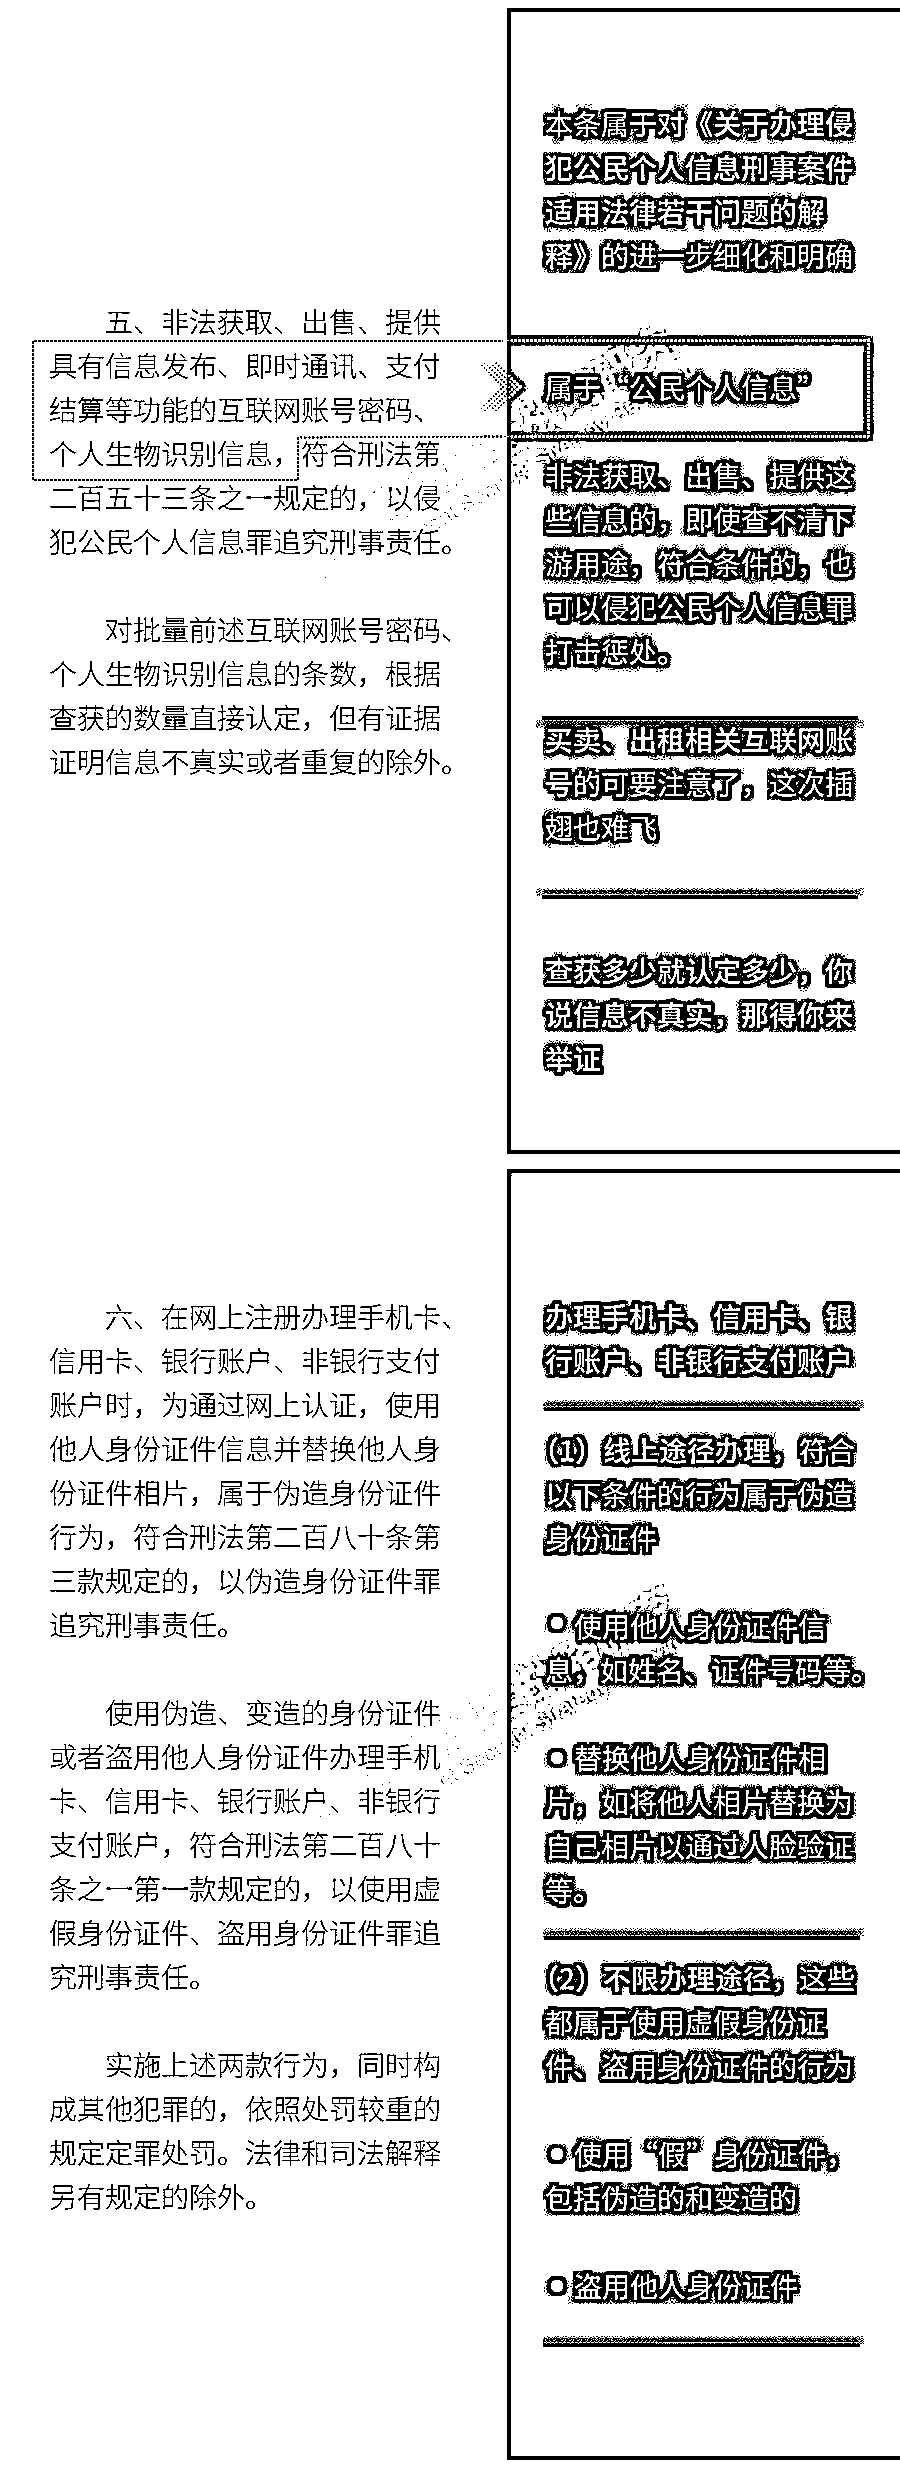 五、非法获取、出售、提供
具有信息发布、即时通讯、支付
结算等功能的互联网账号密码、
个人生物识别信息，符合刑法第
二百五十三条之一规定的，以侵
犯公民个人信息罪追究刑事责任。
对批量前述互联网账号密码、
个人生物识别信息的条数，根据
查获的数量直接认定，但有证据
证明信息不真实或者重复的除外。
本条属于对《关于办理侵
犯公民个人信息刑事案件
适用法律若干问题的解
释》的进一步细化和明确
属于“公民个人信息”
非法获取、出售、提供这
些信息的，即使查不清下
游用途，符合条件的，也
可以侵犯公民个人信息罪
打击惩处。
买卖、出租相关互联网账
号的可要注意了，这次插
翅也难飞
查获多少就认定多少，你
说信息不真实，那得你来
举证
六、在网上注册办理手机卡、
信用卡、银行账户、非银行支付
账户时，为通过网上认证，使用
他人身份证件信息并替换他人身
份证件相片，属于伪造身份证件
行为，符合刑法第二百八十条第
三款规定的，以伪造身份证件罪
追究刑事责任。
使用伪造、变造的身份证件
或者盗用他人身份证件办理手机
卡、信用卡、银行账户、非银行
支付账户，符合刑法第二百八十
条之一第一款规定的，以使用虚
假身份证件、盗用身份证件罪追
究刑事责任。
实施上述两款行为，同时构
成其他犯罪的，依照处罚较重的
规定定罪处罚。法律和司法解释
另有规定的除外。
办理手机卡、信用卡、银
行账户、非银行支付账户
（1）线上途径办理，符合
以下条件的行为属于伪造
身份证件
使用他人身份证件信
息，如姓名、证件号码等。
替换他人身份证件相
片，如将他人相片替换为
自己相片以通过人脸验证
等。
（2）不限办理途径，这些
都属于使用虚假身份证
件、盗用身份证件的行为
使用“假”身份证件，
包括伪造的和变造的
盗用他人身份证件